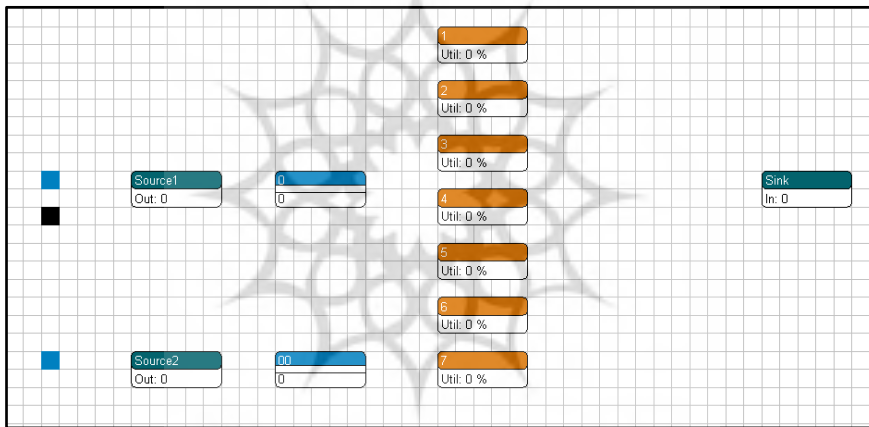 1
Util: 0 %
2
Util: 0 %
3
Util: 0 %
Source1
Out: 0
0
0
4
Util: 0 %
Sink
In: 0
5
Util: 0 %
6
Util: 0 %
Source2
Out: 0
00
0
7
Util: 0 %